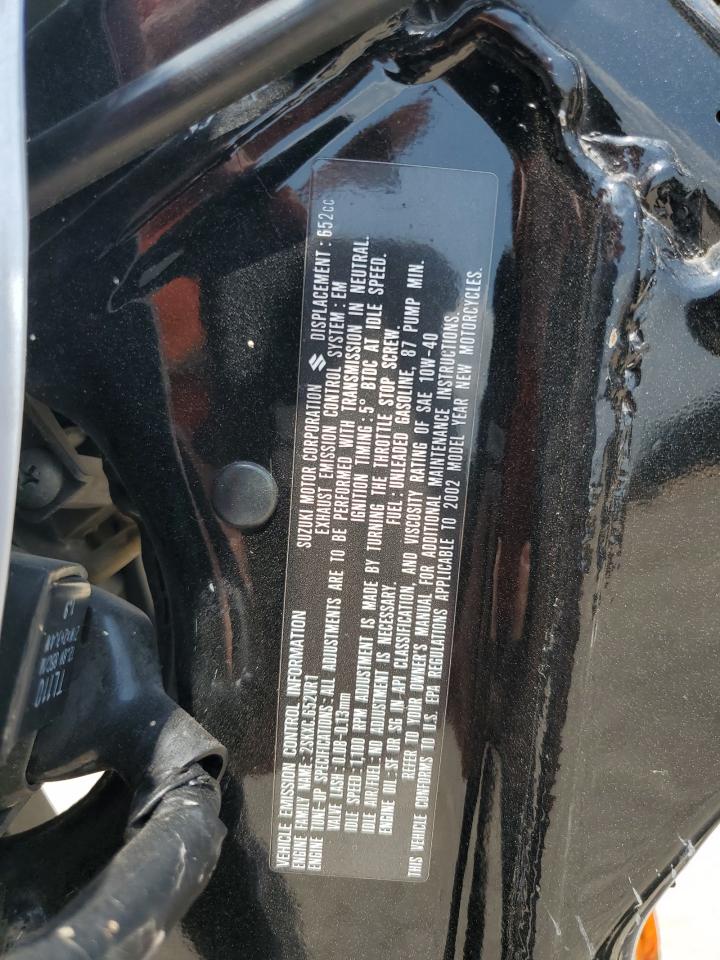 VEHICLE EMISSION CONTROL INFORMATION SUZUKI MOTOR CORPORATION
ENGINE FAMILY NAME: 2SKXC.652VR1 EXHAUST EMISSION CONTROL SYSTEM: EM DISPLACEMENT: 652cc
ENGINE TUNE-UP SPECIFICATIONS: ALL ADJUSTMENTS ARE TO BE PERFORMED WITH TRANSMISSION IN NEUTRAL.
VALVE LASH: 0.08-0.13mm IGNITION TIMING: 5° BTDC AT IDLE SPEED.
IDLE SPEED: 1,100 RPM ADJUSTMENT IS MADE BY TURNING THE THROTTLE STOP SCREW.
IDLE AIR/FUEL: NO ADJUSTMENT IS NECESSARY. FUEL: UNLEADED GASOLINE, 87 PUMP MIN.
ENGINE OIL: SF OR SG IN API CLASSIFICATION, AND VISCOSITY RATING OF SAE 10W-40
REFER TO YOUR OWNER'S MANUAL FOR ADDITIONAL MAINTENANCE INSTRUCTIONS.
THIS VEHICLE CONFORMS TO U.S. EPA REGULATIONS APPLICABLE TO 2002 MODEL YEAR NEW MOTORCYCLES.
TL110